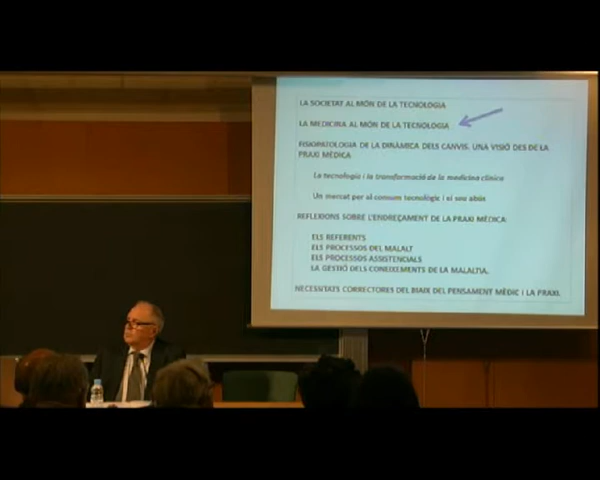 LA SOCIETAT AL MÓN DE LA TECNOLOGIA
LA MEDICINA AL MÓN DE LA TECNOLOGIA
FISIOPATOLOGIA DE LA DINÀMICA DELS CANVIS. UNA VISIÓ DES DE LA
PRAXI MÈDICA
La tecnologia i la transformació de la medicina clínica
Un mercat per al consum tecnològic i el seu abús
REFLEXIONS SOBRE L'ENDREÇAMENT DE LA PRAXI MÈDICA:
ELS REFERENTS
ELS PROCESSOS DEL MALALT
ELS PROCESSOS ASSISTENCIALS
LA GESTIÓ DELS CONEIXEMENTS DE LA MALALTIA.
NECESSITATS CORRECTORES DEL BIAIX DEL PENSAMENT MÈDIC I LA PRAXI.